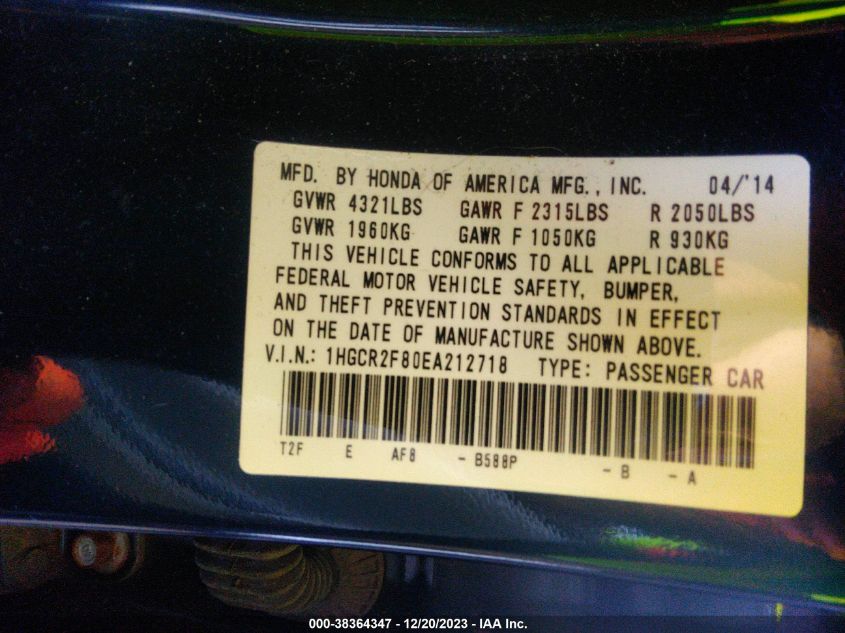 MFD. BY HONDA OF AMERICA MFG., INC. 04/'14
GVWR 4321LBS GAWR F 2315LBS R 2050LBS
GVWR 1960KG GAWR F 1050KG R 930KG
THIS VEHICLE CONFORMS TO ALL APPLICABLE
FEDERAL MOTOR VEHICLE SAFETY, BUMPER,
AND THEFT PREVENTION STANDARDS IN EFFECT
ON THE DATE OF MANUFACTURE SHOWN ABOVE.
V.I.N.: 1HGCR2F80EA212718 TYPE: PASSENGER CAR
T2F E AF8 - B588P - B - A
000-38364347 - 12/20/2023 - IAA Inc.